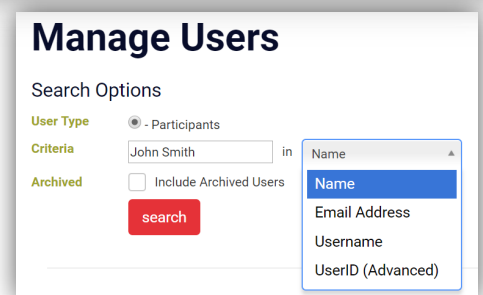 Manage Users
Search Options
User Type - Participants
Criteria John Smith in Name
Archived Include Archived Users
search
Name
Email Address
Username
UserID (Advanced)